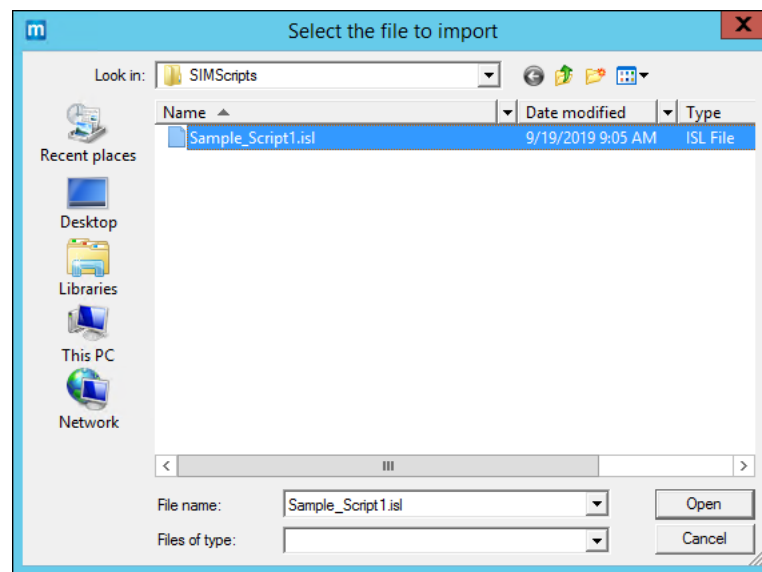 m
Select the file to import
X
Look in: SIMScripts
Name Date modified Type
Sample_Script1.isl 9/19/2019 9:05 AM ISL File
Recent places
Desktop
Libraries
This PC
Network
File name: Sample_Script1.isl Open
Files of type: Cancel